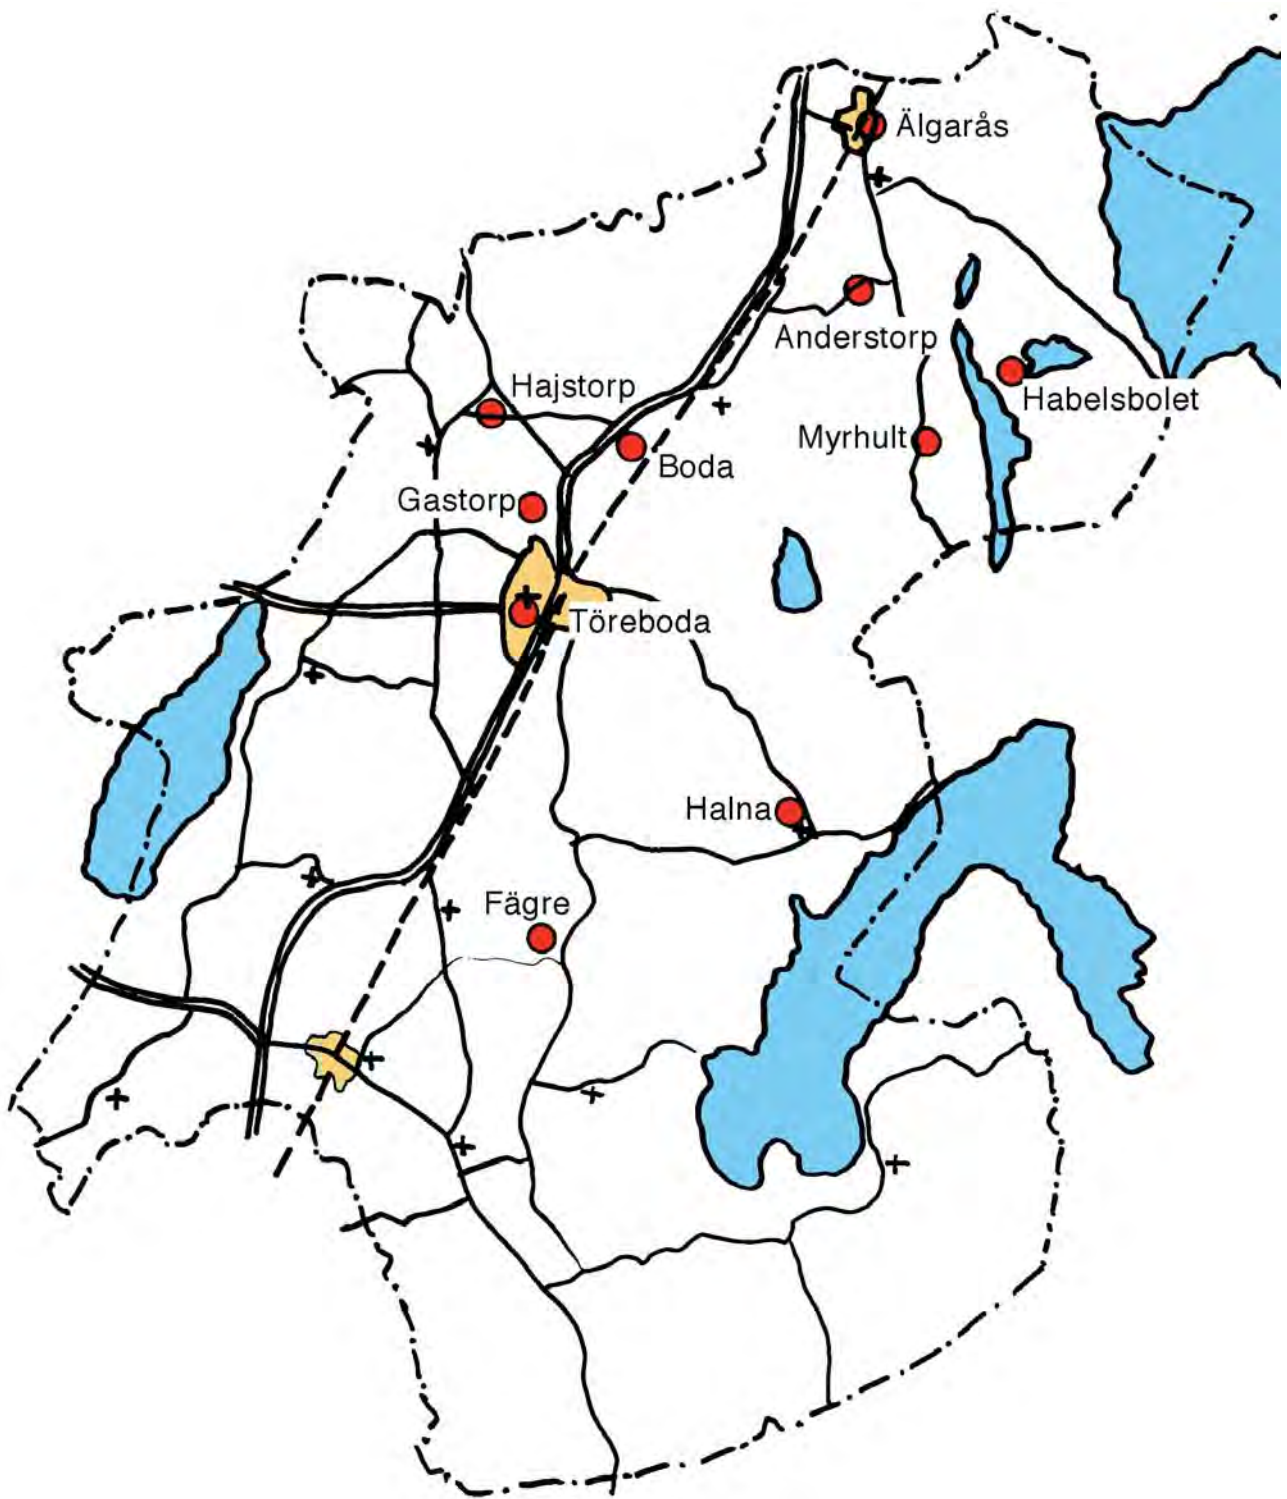 Älgarås
Anderstorp
Hajstorp
Habelsbolet
Myrhult
Boda
Gastorp
Töreboda
Halna
Fägre